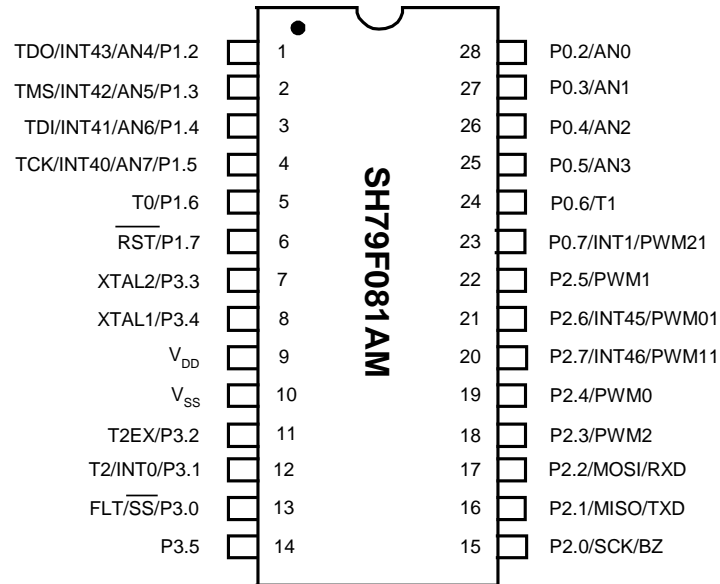 TDO/INT43/AN4/P1.2 1 28 P0.2/AN0
TMS/INT42/AN5/P1.3 2 27 P0.3/AN1
TDI/INT41/AN6/P1.4 3 26 P0.4/AN2
TCK/INT40/AN7/P1.5 4 25 P0.5/AN3
T0/P1.6 5 24 P0.6/T1
RST/P1.7 6 23 P0.7/INT1/PWM21
XTAL2/P3.3 7 22 P2.5/PWM1
XTAL1/P3.4 8 21 P2.6/INT45/PWM01
VDD 9 20 P2.7/INT46/PWM11
VSS 10 19 P2.4/PWM0
T2EX/P3.2 11 18 P2.3/PWM2
T2/INT0/P3.1 12 17 P2.2/MOSI/RXD
FLT/SS/P3.0 13 16 P2.1/MISO/TXD
P3.5 14 15 P2.0/SCK/BZ
SH79F081AM